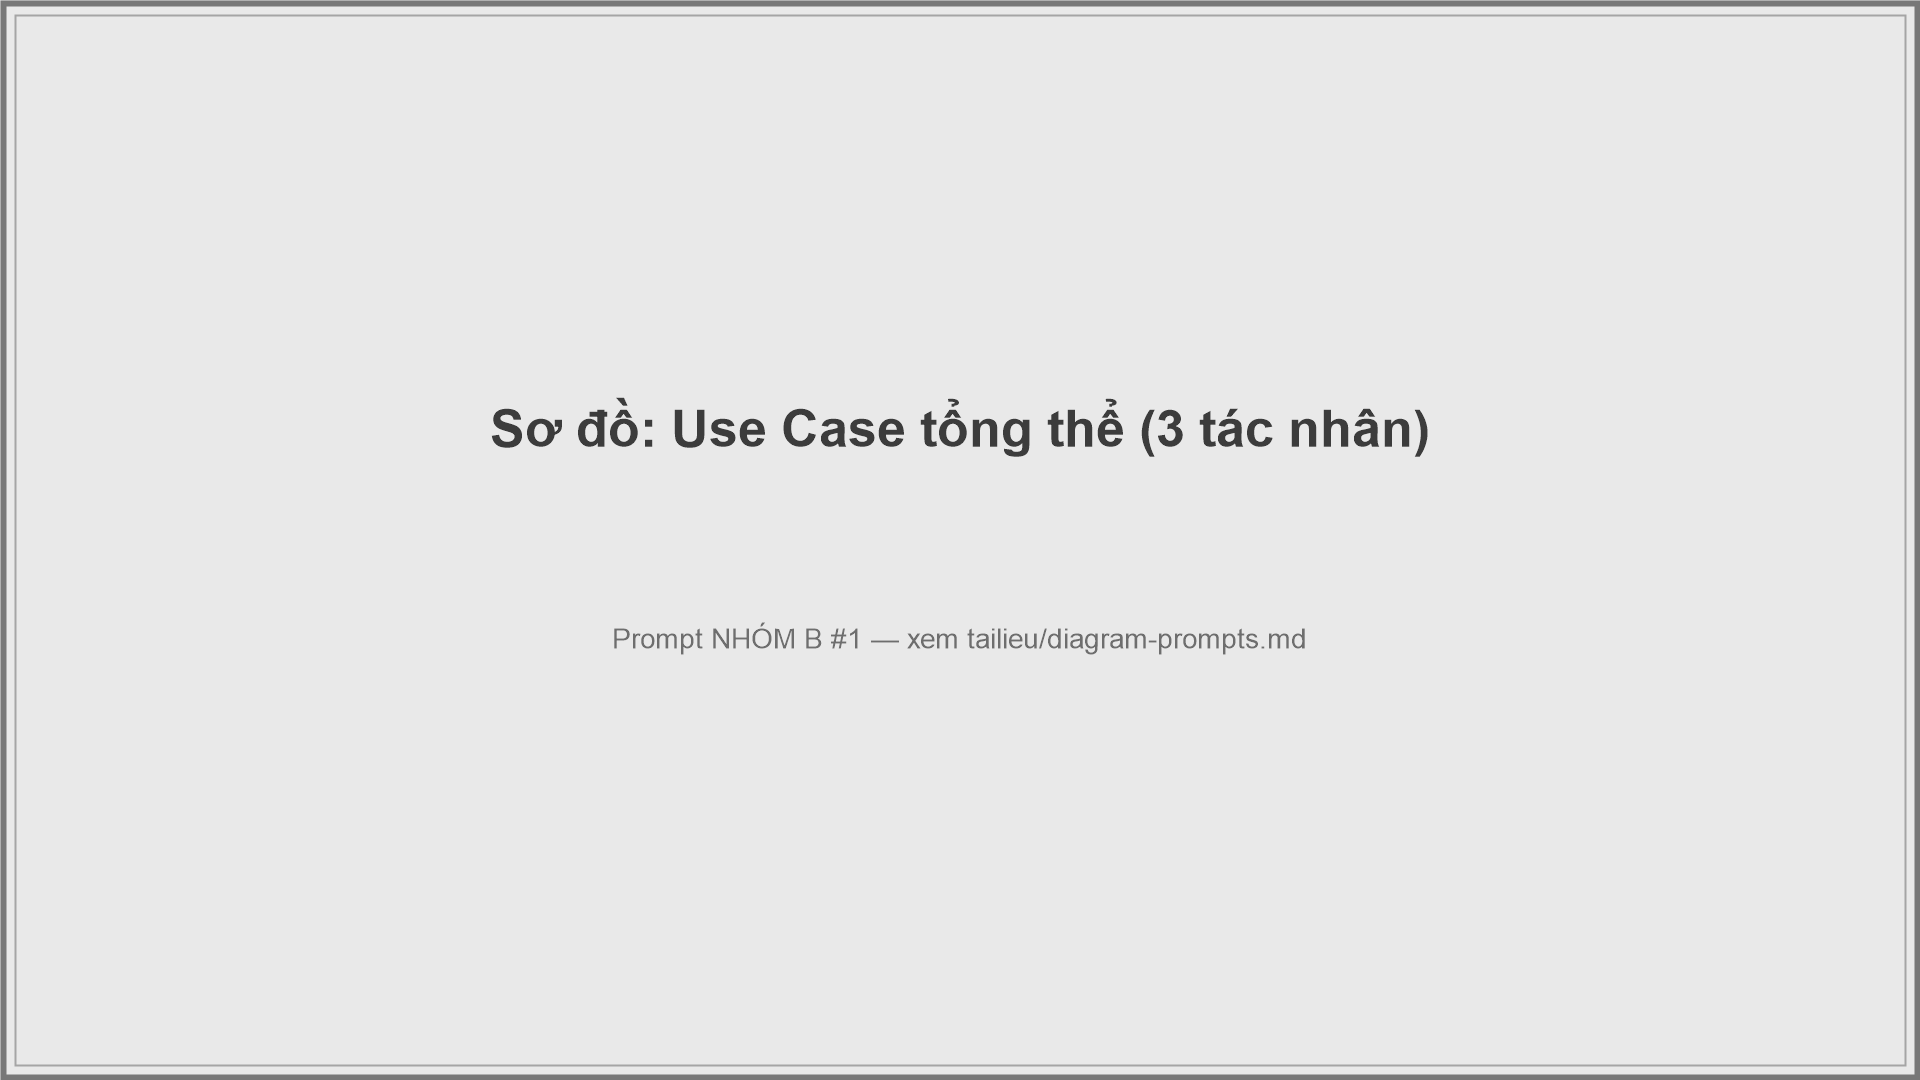 Sơ đồ: Use Case tổng thể (3 tác nhân)
Prompt NHÓM B #1 — xem tailieu/diagram-prompts.md